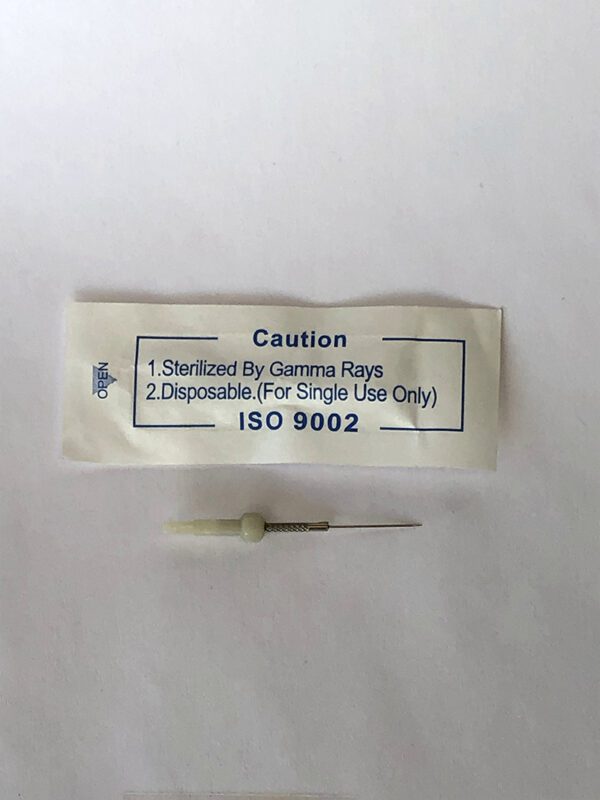 Caution
OPEN
1.Sterilized By Gamma Rays
2.Disposable.(For Single Use Only)
ISO 9002